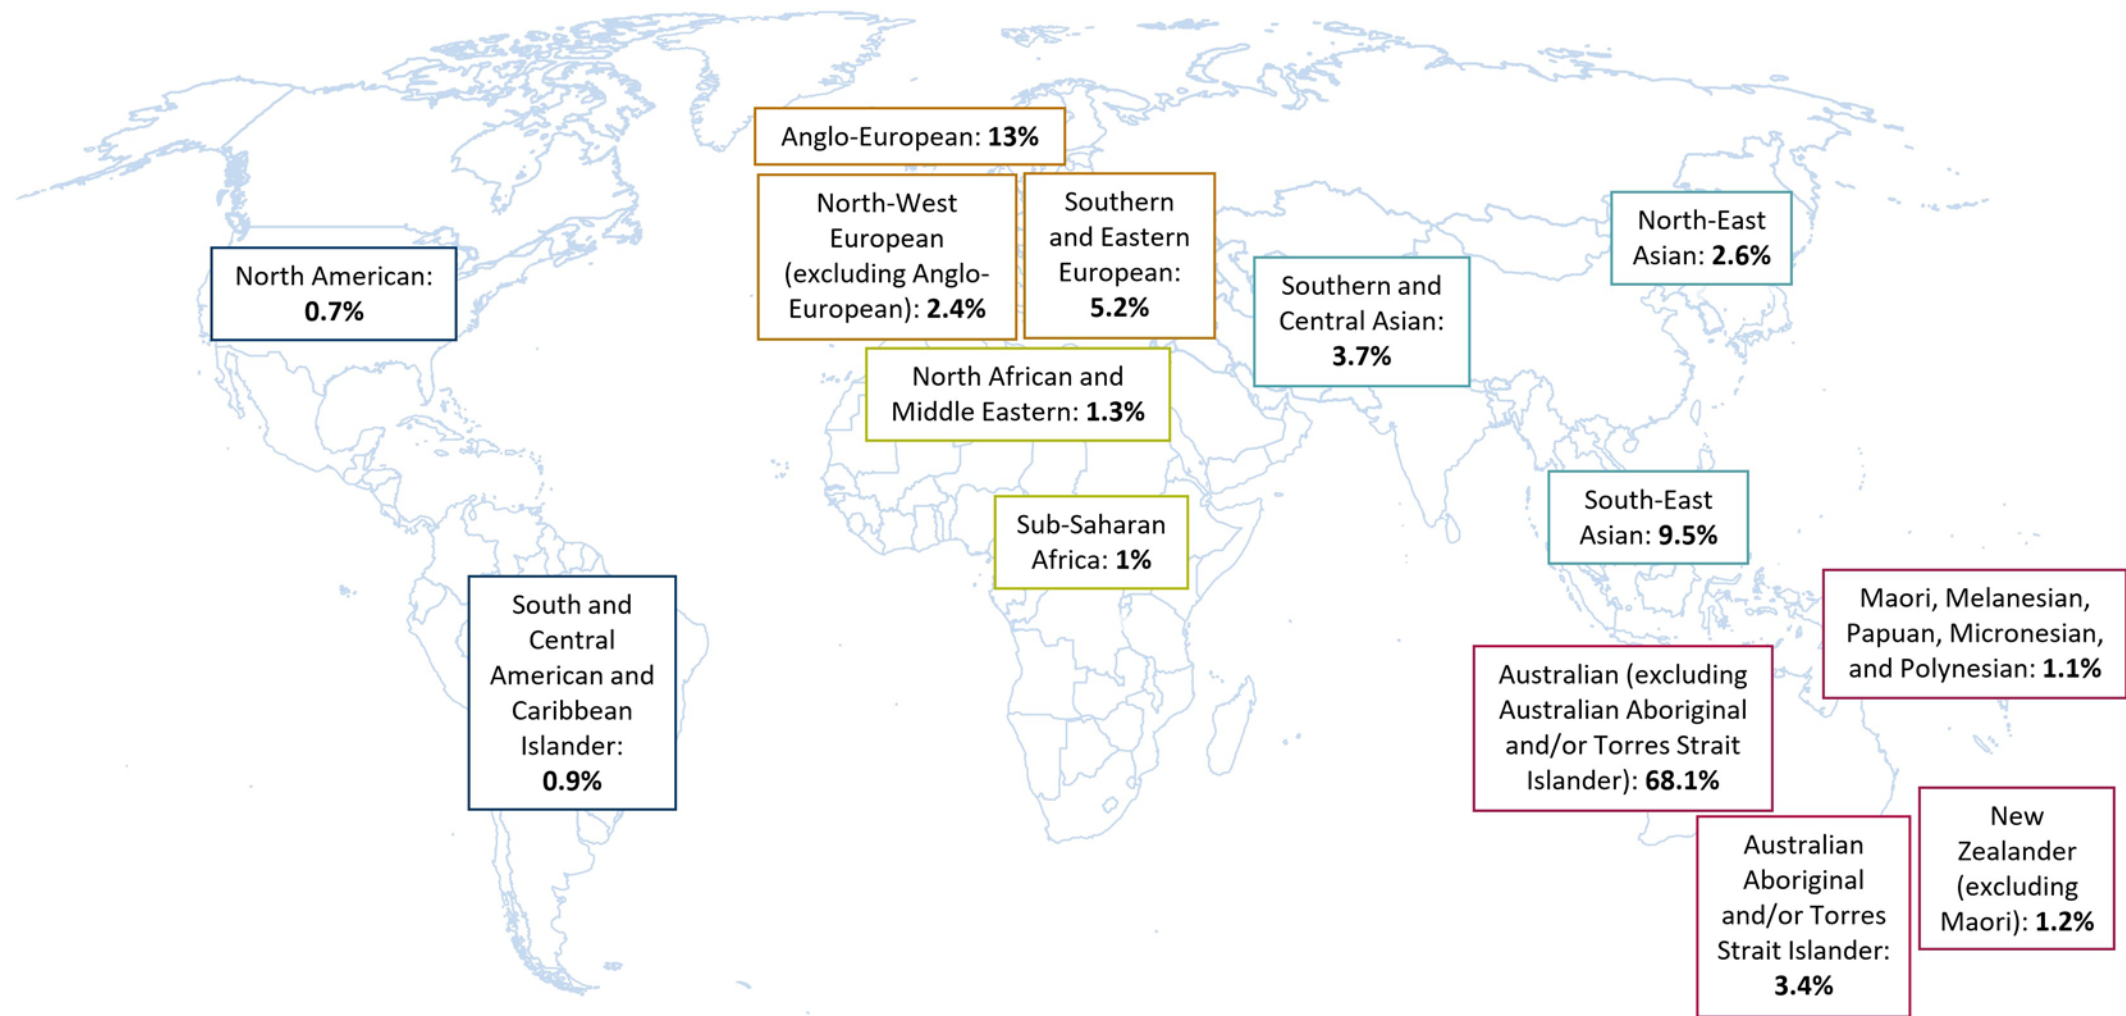 Anglo-European: 13%
North-West
European
(excluding Anglo-
European): 2.4%
Southern
and Eastern
European:
5.2%
North-East
Asian: 2.6%
North American:
0.7%
Southern and
Central Asian:
3.7%
North African and
Middle Eastern: 1.3%
South-East
Asian: 9.5%
Sub-Saharan
Africa: 1%
South and
Central
American and
Caribbean
Islander:
0.9%
Maori, Melanesian,
Papuan, Micronesian,
and Polynesian: 1.1%
Australian (excluding
Australian Aboriginal
and/or Torres Strait
Islander): 68.1%
New
Zealander
(excluding
Maori): 1.2%
Australian
Aboriginal
and/or Torres
Strait Islander:
3.4%